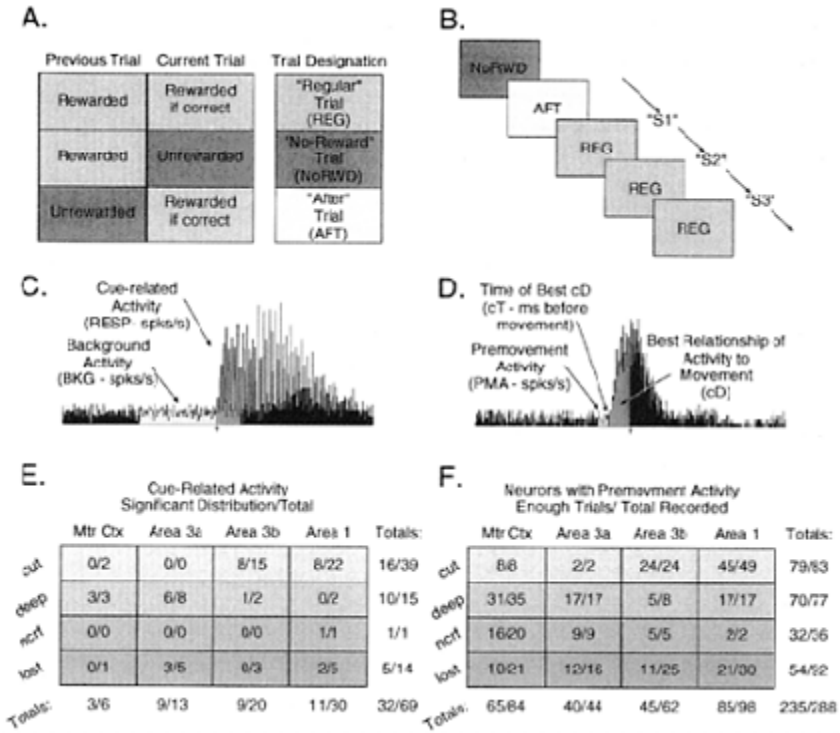 A.
Previous Trial Current Trial Trial Designation
Rewarded Rewarded if correct "Regular" Trial (REG)
Rewarded Unrewarded "No-Reward" Trial (NoRWD)
Unrewarded Rewarded if correct "After" Trial (AFT)
B.
NoRWD
AFT
REG
REG
REG
"S1"
"S2"
"S3"
C.
Cue-related
Activity
(RESP - spks/s)
Background
Activity
(BKG - spks/s)
D.
Time of Best cD
(cT - ms before
movement)
Premovement
Activity
(PMA - spks/s)
Best Relationship of
Activity to
Movement
(cD)
E.
Cue-Related Activity
Significant Distribution/Total
Mtr Ctx Area 3a Area 3b Area 1 Totals:
cut 0/2 0/0 8/15 8/22 16/39
deep 3/3 6/8 1/2 0/2 10/15
ncrf 0/0 0/0 0/0 1/1 1/1
lost 0/1 3/5 0/3 2/5 5/14
Totals: 3/6 9/13 9/20 11/30 32/69
F.
Neurons with Premovment Activity
Enough Trials/ Total Recorded
Mtr Ctx Area 3a Area 3b Area 1 Totals:
cut 8/8 2/2 24/24 45/49 79/83
deep 31/35 17/17 5/8 17/17 70/77
ncrf 16/20 9/9 5/5 2/2 32/36
lost 10/21 12/16 11/25 21/30 54/92
Totals: 65/84 40/44 45/62 85/98 235/288